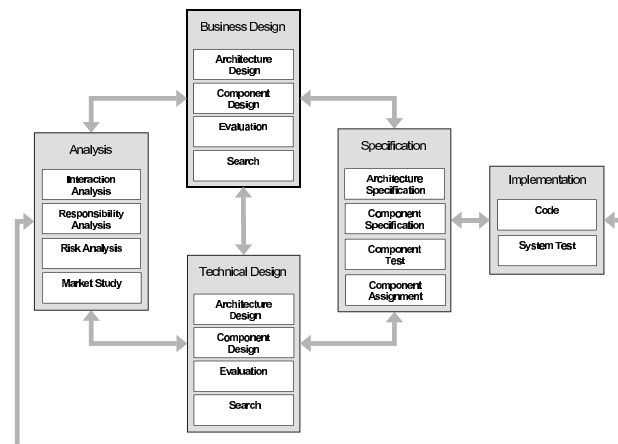 Business Design
Architecture
Design
Component
Design
Evaluation
Search
Analysis
Interaction
Analysis
Responsibility
Analysis
Risk Analysis
Market Study
Specification
Architecture
Specification
Component
Specification
Component
Test
Component
Assignment
Implementation
Code
System Test
Technical Design
Architecture
Design
Component
Design
Evaluation
Search